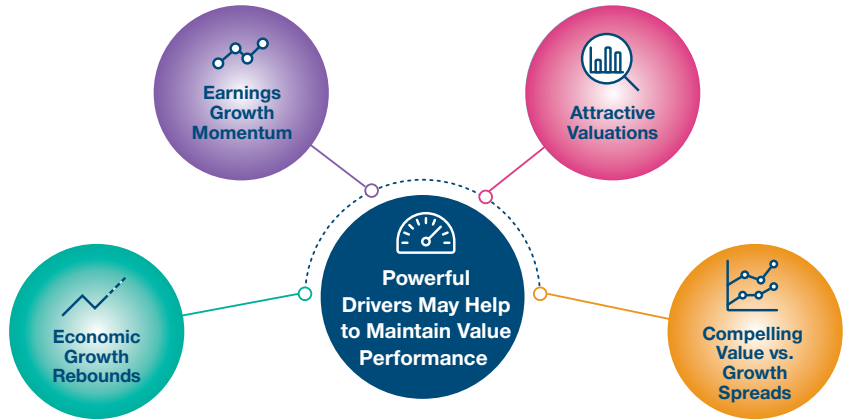 Earnings
Growth
Momentum
Attractive
Valuations
Powerful
Drivers May Help
to Maintain Value
Performance
Economic
Growth
Rebounds
Compelling
Value vs.
Growth
Spreads